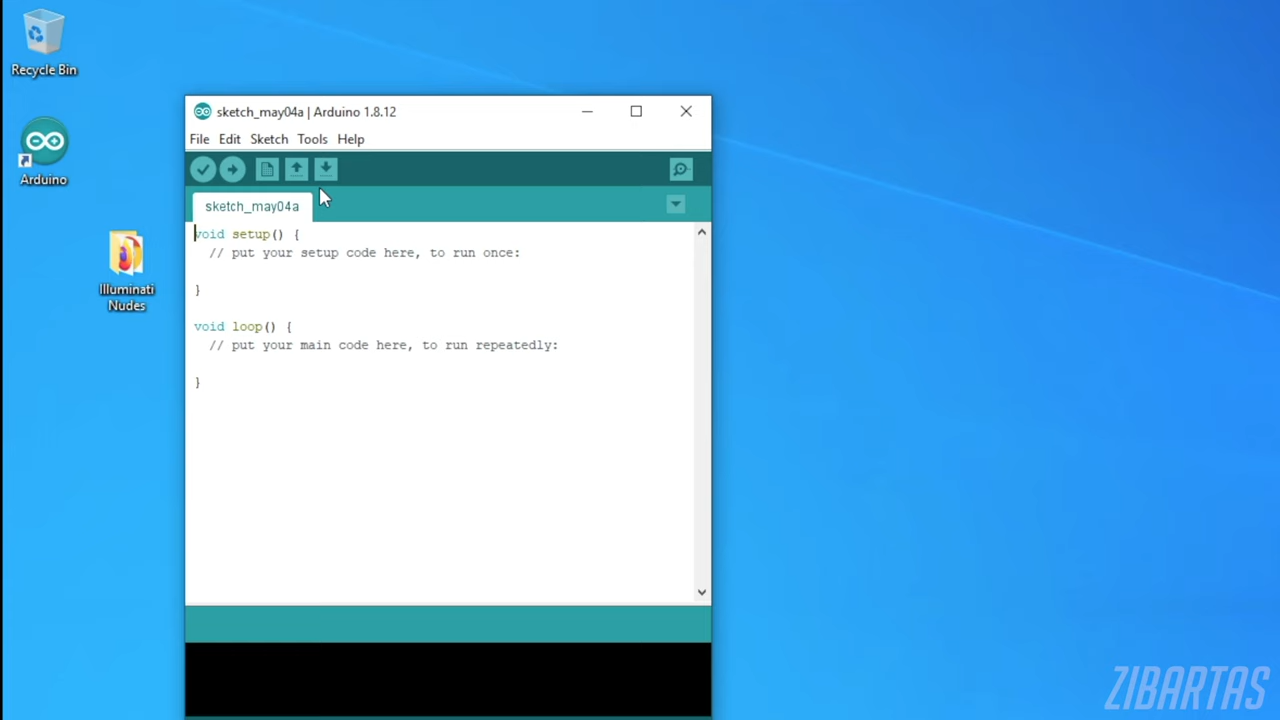 Recycle Bin
Arduino
Illuminati
Nudes
sketch_may04a | Arduino 1.8.12
File Edit Sketch Tools Help
sketch_may04a
void setup() {
// put your setup code here, to run once:
}
void loop() {
// put your main code here, to run repeatedly:
}
ZIBARTAS